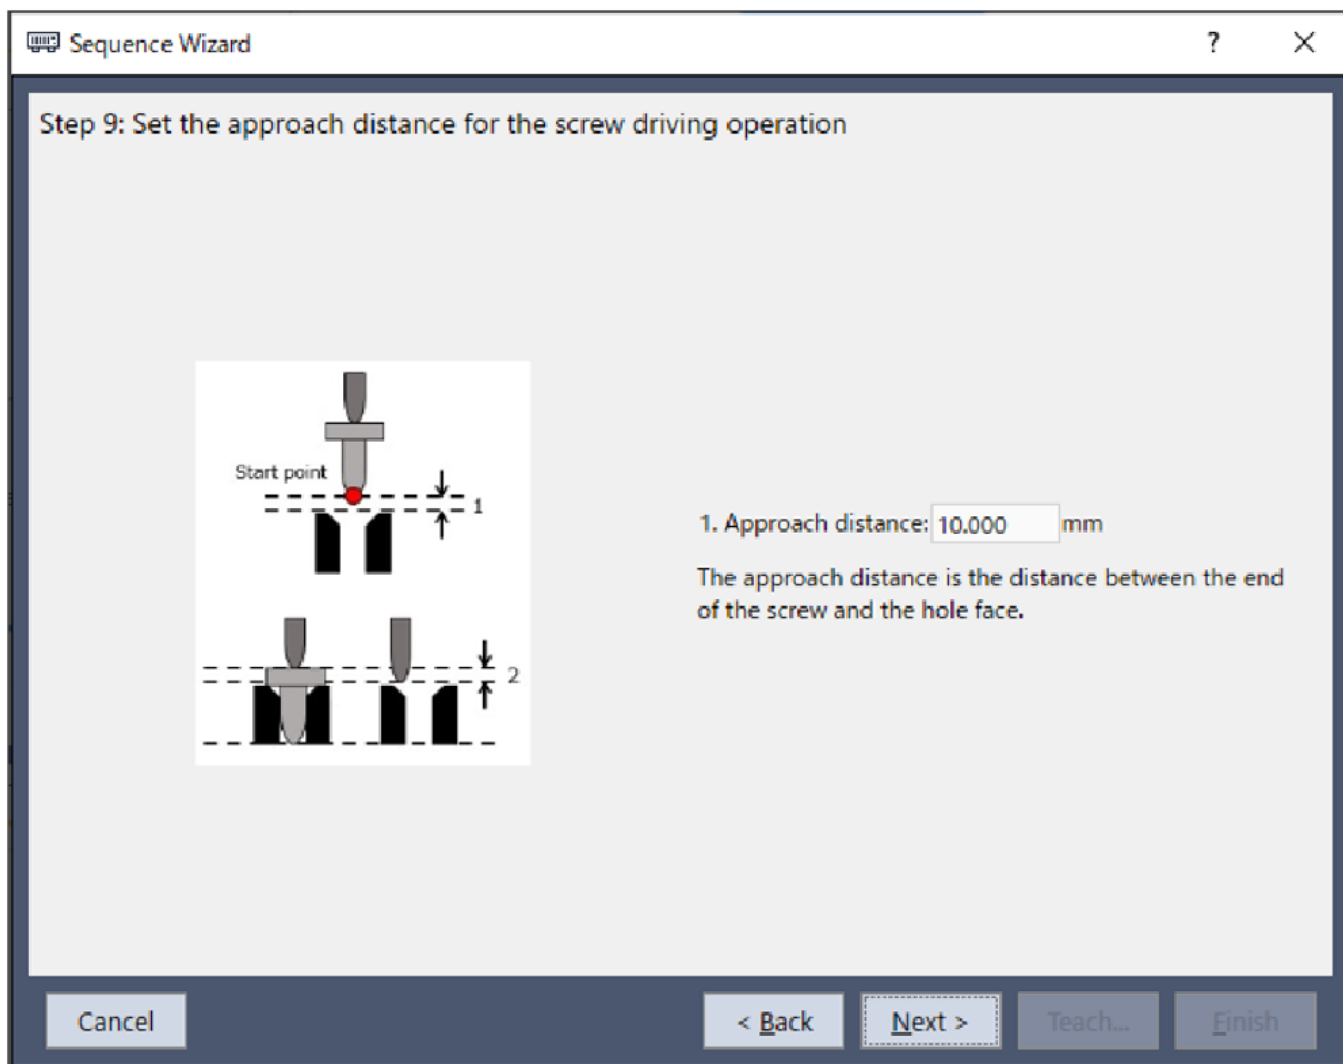 Sequence Wizard
?
Step 9: Set the approach distance for the screw driving operation
Start point
1
2
1. Approach distance: 10.000 mm
The approach distance is the distance between the end
of the screw and the hole face.
Cancel
< Back
Next >
Teach...
Finish